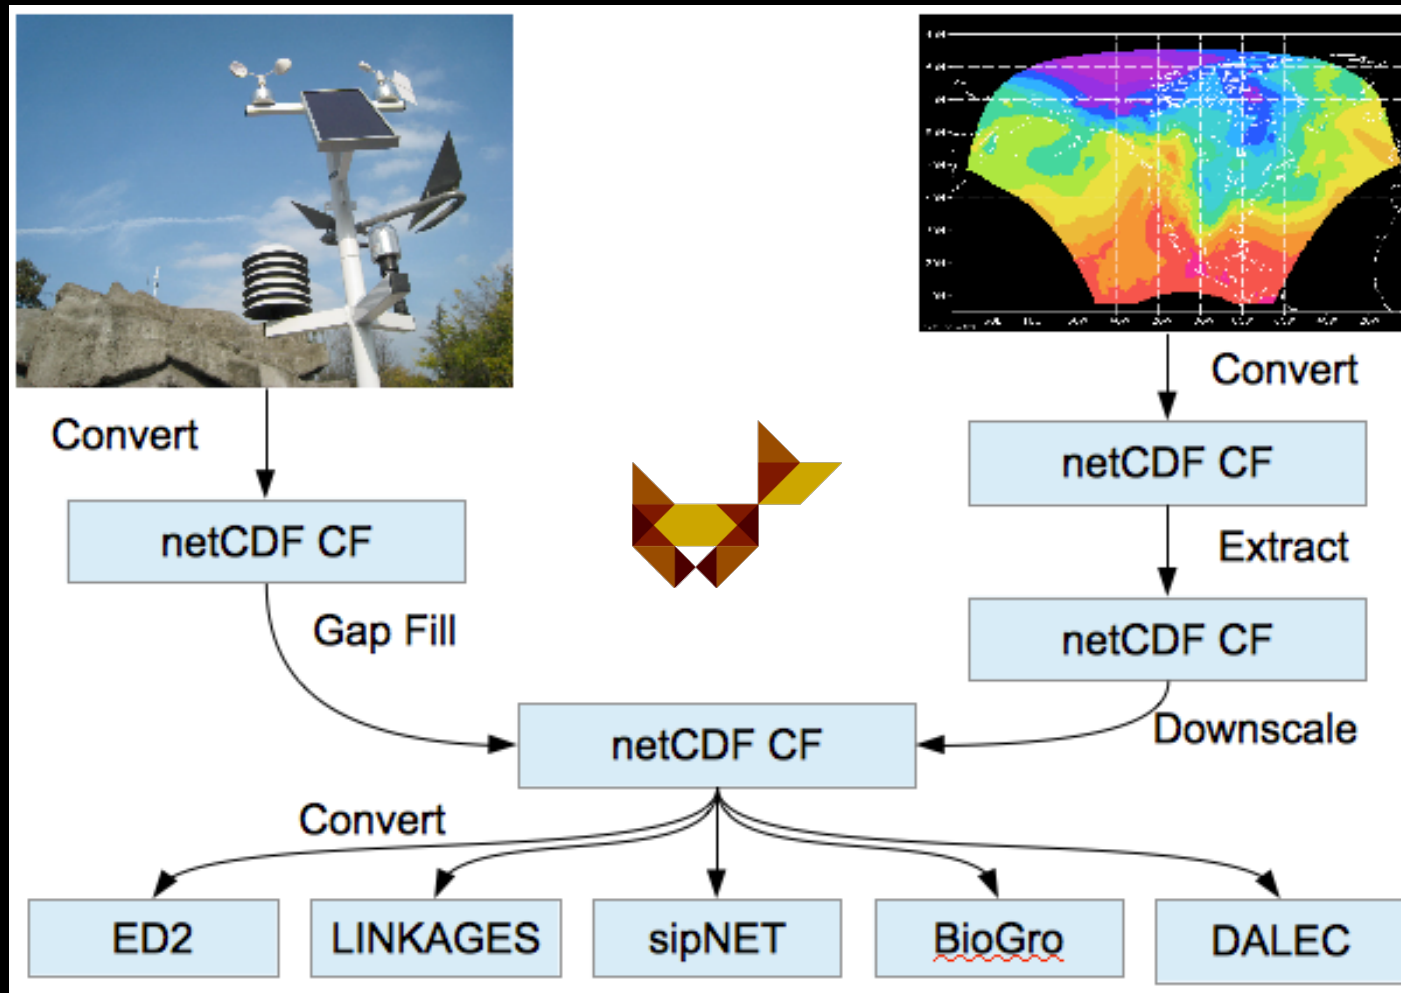 Convert
Convert
netCDF CF
netCDF CF
Extract
Gap Fill
netCDF CF
netCDF CF
Downscale
Convert
ED2
LINKAGES
sipNET
BioGro
DALEC